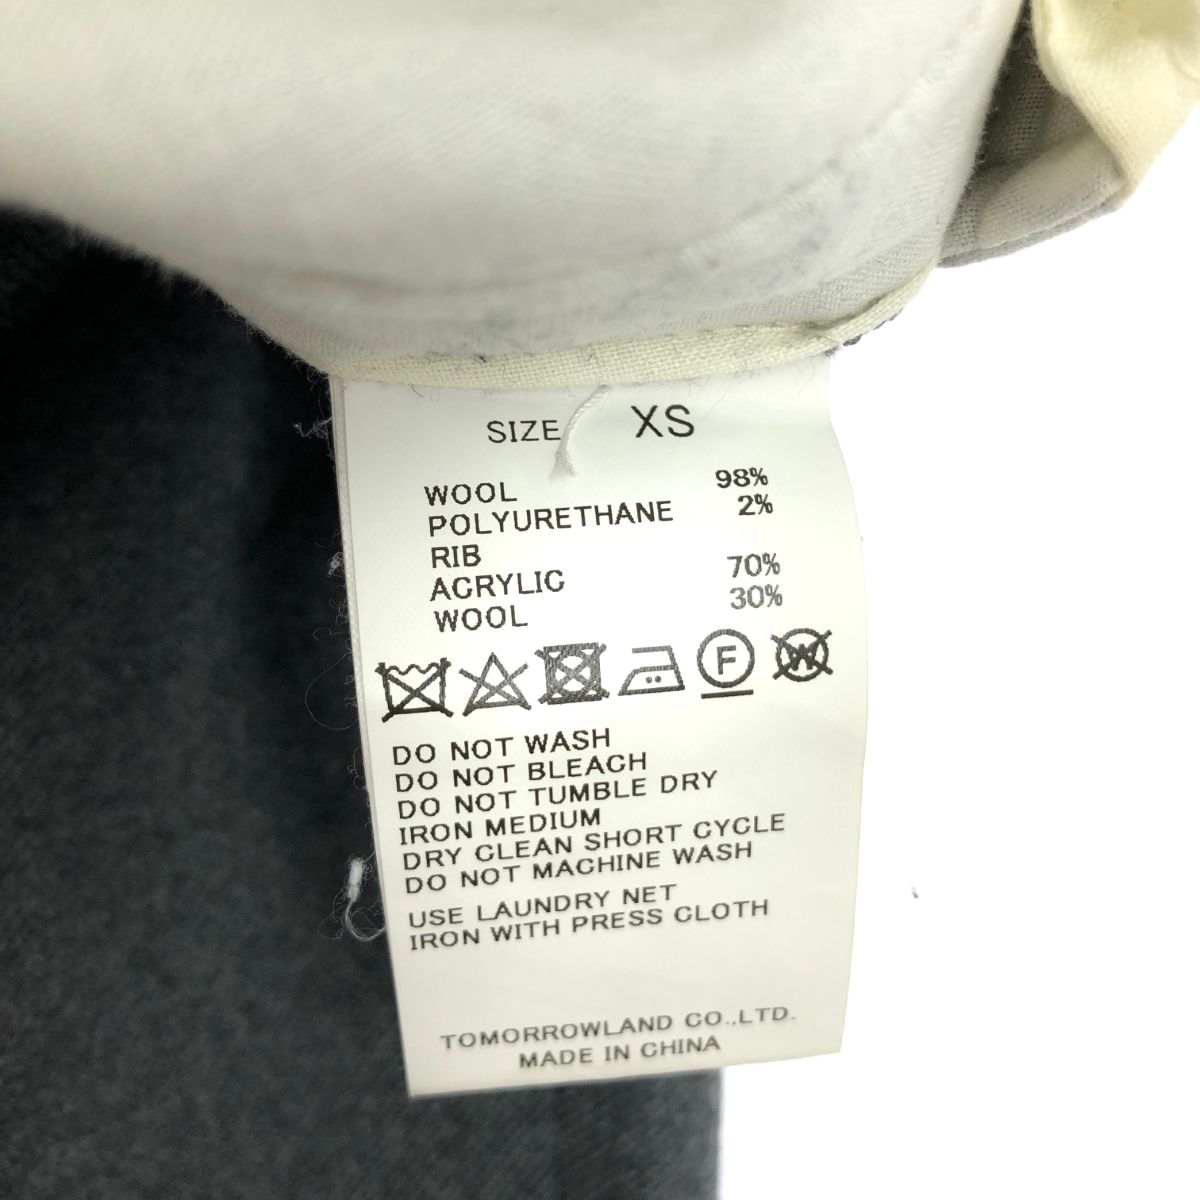 SIZE XS
WOOL 98%
POLYURETHANE 2%
RIB
ACRYLIC 70%
WOOL 30%
F W
DO NOT WASH
DO NOT BLEACH
DO NOT TUMBLE DRY
IRON MEDIUM
DRY CLEAN SHORT CYCLE
DO NOT MACHINE WASH
USE LAUNDRY NET
IRON WITH PRESS CLOTH
TOMORROWLAND CO.,LTD.
MADE IN CHINA